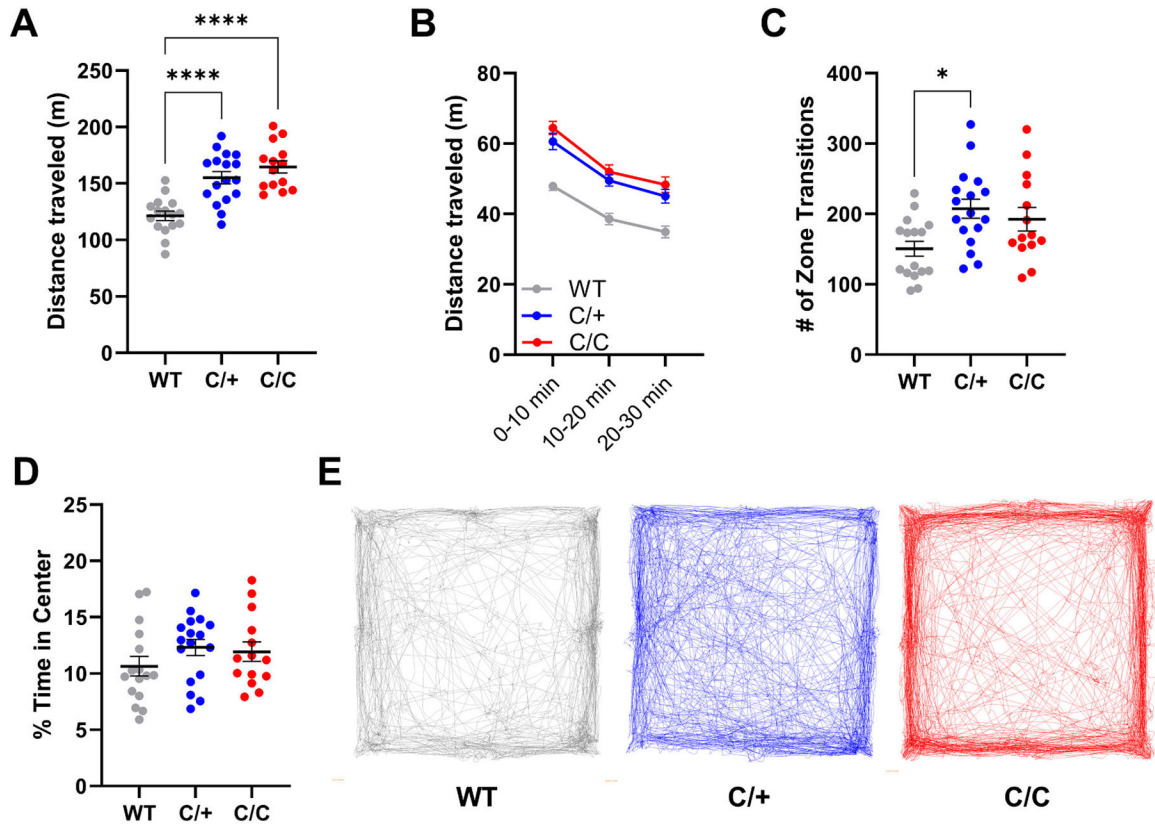 A
****
****
Distance traveled (m)
250
200
150
100
50
0
WT C/+ C/C
B
Distance traveled (m)
80
60
40
20
0
WT
C/+
C/C
0-10 min
10-20 min
20-30 min
C
*
# of Zone Transitions
400
300
200
100
0
WT C/+ C/C
D
% Time in Center
25
20
15
10
5
0
WT C/+ C/C
E
WT C/+ C/C